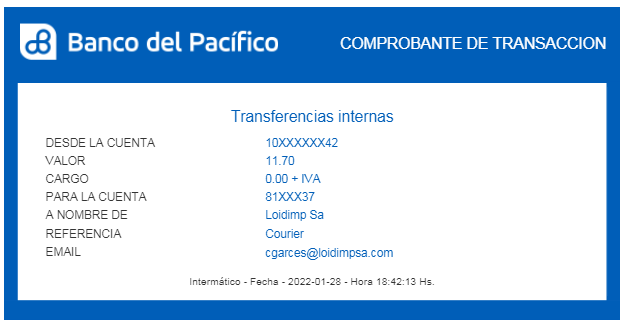 Banco del Pacífico
COMPROBANTE DE TRANSACCION
Transferencias internas
DESDE LA CUENTA 10XXXXXX42
VALOR 11.70
CARGO 0.00 + IVA
PARA LA CUENTA 81XXX37
A NOMBRE DE Loidimp Sa
REFERENCIA Courier
EMAIL cgarces@loidimpsa.com
Intermático - Fecha - 2022-01-28 - Hora 18:42:13 Hs.